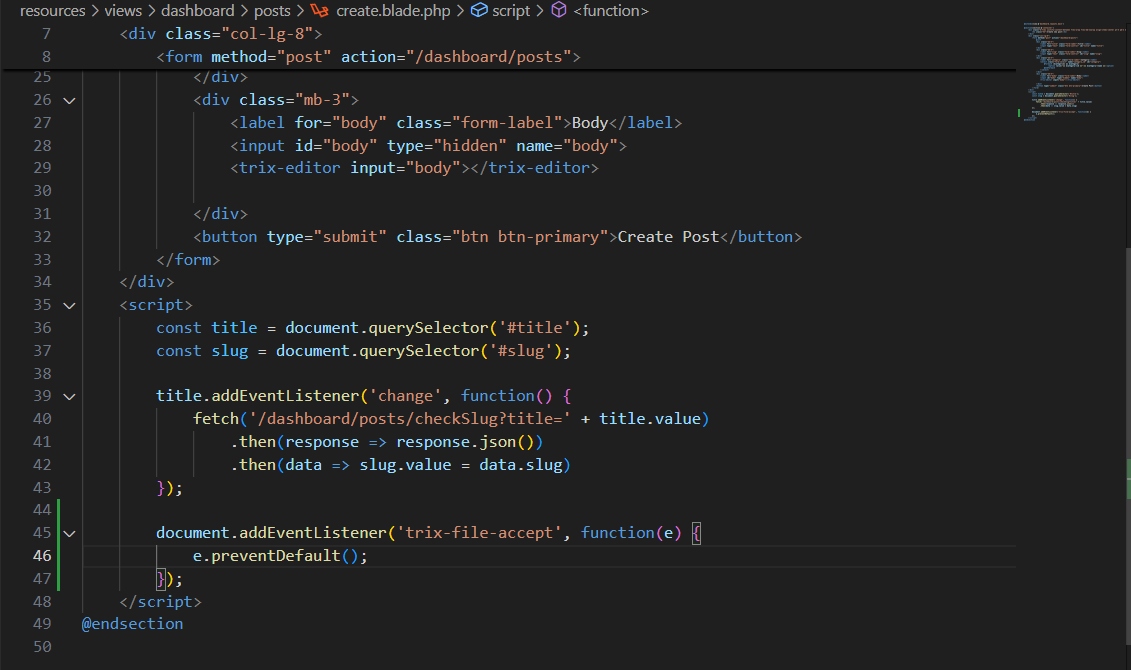 resources > views > dashboard > posts > create.blade.php > script > <function>
7 <div class="col-lg-8">
8 <form method="post" action="/dashboard/posts">
25 </div>
26 <div class="mb-3">
27 <label for="body" class="form-label">Body</label>
28 <input id="body" type="hidden" name="body">
29 <trix-editor input="body"></trix-editor>
30
31 </div>
32 <button type="submit" class="btn btn-primary">Create Post</button>
33 </form>
34 </div>
35 <script>
36 const title = document.querySelector('#title');
37 const slug = document.querySelector('#slug');
38
39 title.addEventListener('change', function() {
40 fetch('/dashboard/posts/checkSlug?title=' + title.value)
41 .then(response => response.json())
42 .then(data => slug.value = data.slug)
43 });
44
45 document.addEventListener('trix-file-accept', function(e) {
46 e.preventDefault();
47 });
48 </script>
49 @endsection
50